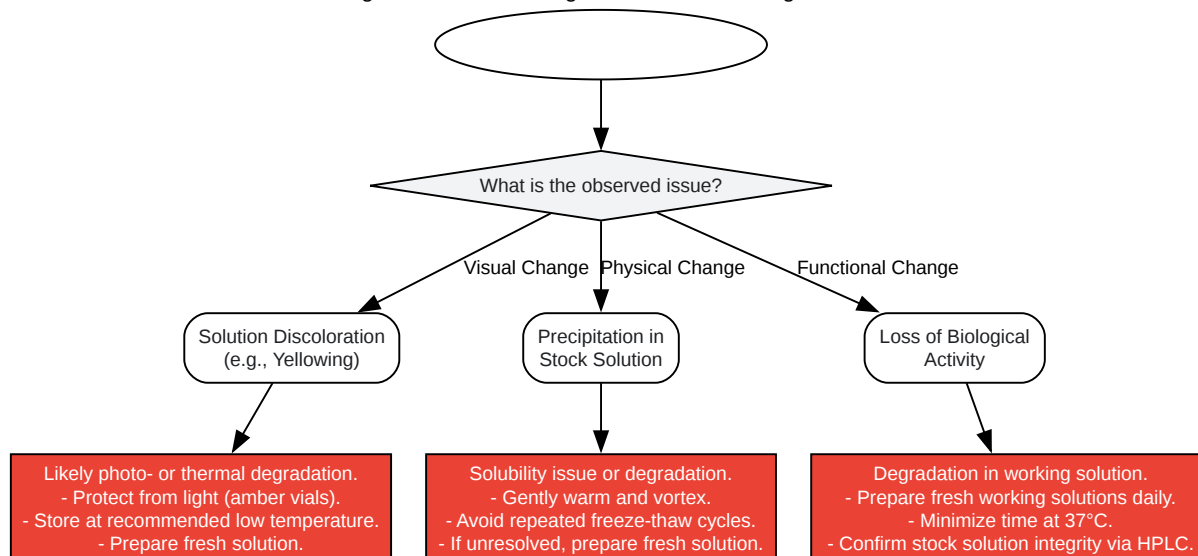 What is the observed issue?
Visual Change
Physical Change
Functional Change
Solution Discoloration
(e.g., Yellowing)
Precipitation in
Stock Solution
Loss of Biological
Activity
Likely photo- or thermal degradation.
- Protect from light (amber vials).
- Store at recommended low temperature.
- Prepare fresh solution.
Solubility issue or degradation.
- Gently warm and vortex.
- Avoid repeated freeze-thaw cycles.
- If unresolved, prepare fresh solution.
Degradation in working solution.
- Prepare fresh working solutions daily.
- Minimize time at 37°C.
- Confirm stock solution integrity via HPLC.